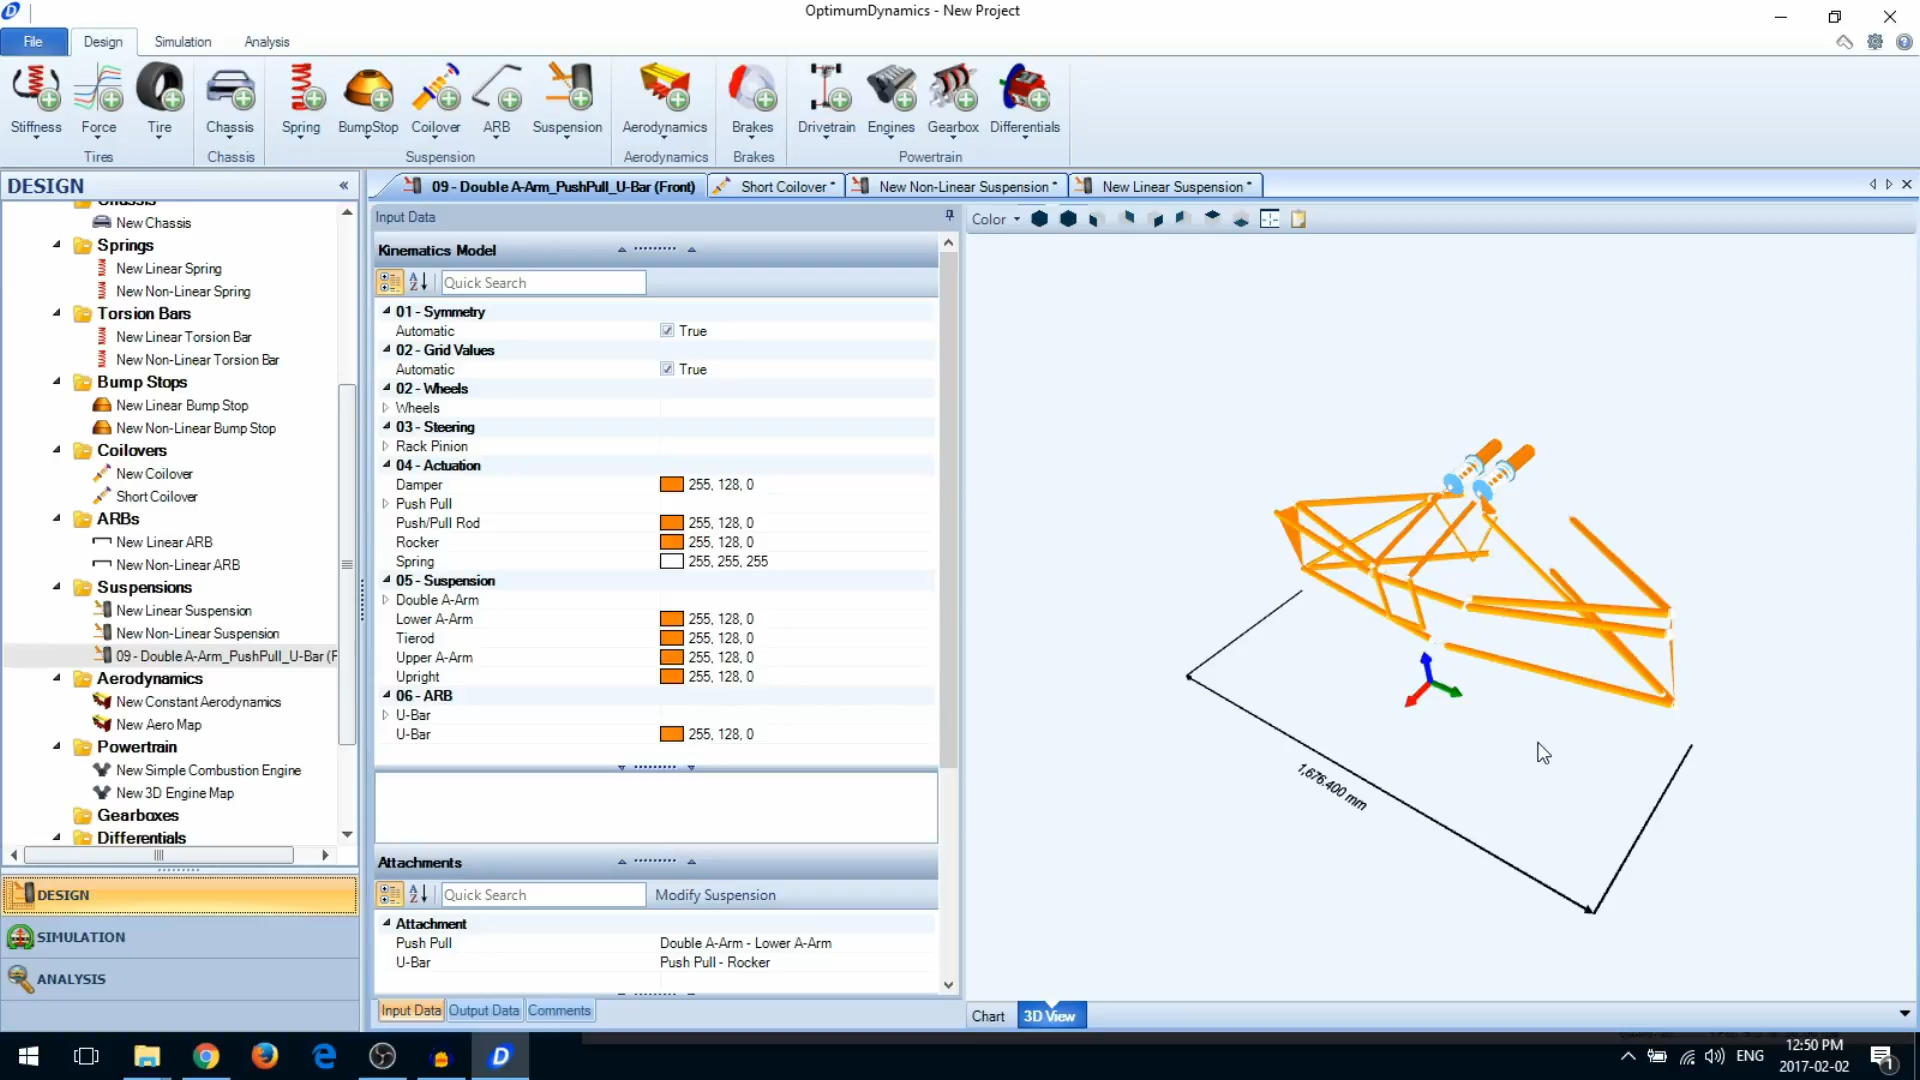 OptimumDynamics - New Project
File
Design
Simulation
Analysis
Stiffness
Force
Tire
Chassis
Spring
BumpStop
Coilover
ARB
Suspension
Aerodynamics
Brakes
Drivetrain
Engines
Gearbox
Differentials
Tires
Chassis
Suspension
Aerodynamics
Brakes
Powertrain
DESIGN
New Chassis
Springs
New Linear Spring
New Non-Linear Spring
Torsion Bars
New Linear Torsion Bar
New Non-Linear Torsion Bar
Bump Stops
New Linear Bump Stop
New Non-Linear Bump Stop
Coilovers
New Coilover
Short Coilover
ARBs
New Linear ARB
New Non-Linear ARB
Suspensions
New Linear Suspension
New Non-Linear Suspension
09 - Double A-Arm_PushPull_U-Bar (F
Aerodynamics
New Constant Aerodynamics
New Aero Map
Powertrain
New Simple Combustion Engine
New 3D Engine Map
Gearboxes
Differentials
DESIGN
SIMULATION
ANALYSIS
09 - Double A-Arm_PushPull_U-Bar (Front)
Short Coilover *
New Non-Linear Suspension *
New Linear Suspension *
Input Data
Kinematics Model
Quick Search
01 - Symmetry
Automatic True
02 - Grid Values
Automatic True
02 - Wheels
Wheels
03 - Steering
Rack Pinion
04 - Actuation
Damper 255, 128, 0
Push Pull
Push/Pull Rod 255, 128, 0
Rocker 255, 128, 0
Spring 255, 255, 255
05 - Suspension
Double A-Arm
Lower A-Arm 255, 128, 0
Tierod 255, 128, 0
Upper A-Arm 255, 128, 0
Upright 255, 128, 0
06 - ARB
U-Bar
U-Bar 255, 128, 0
Attachments
Quick Search Modify Suspension
Attachment
Push Pull Double A-Arm - Lower A-Arm
U-Bar Push Pull - Rocker
Input Data Output Data Comments
Color
1,676.400 mm
Chart 3D View
ENG
12:50 PM
2017-02-02
1